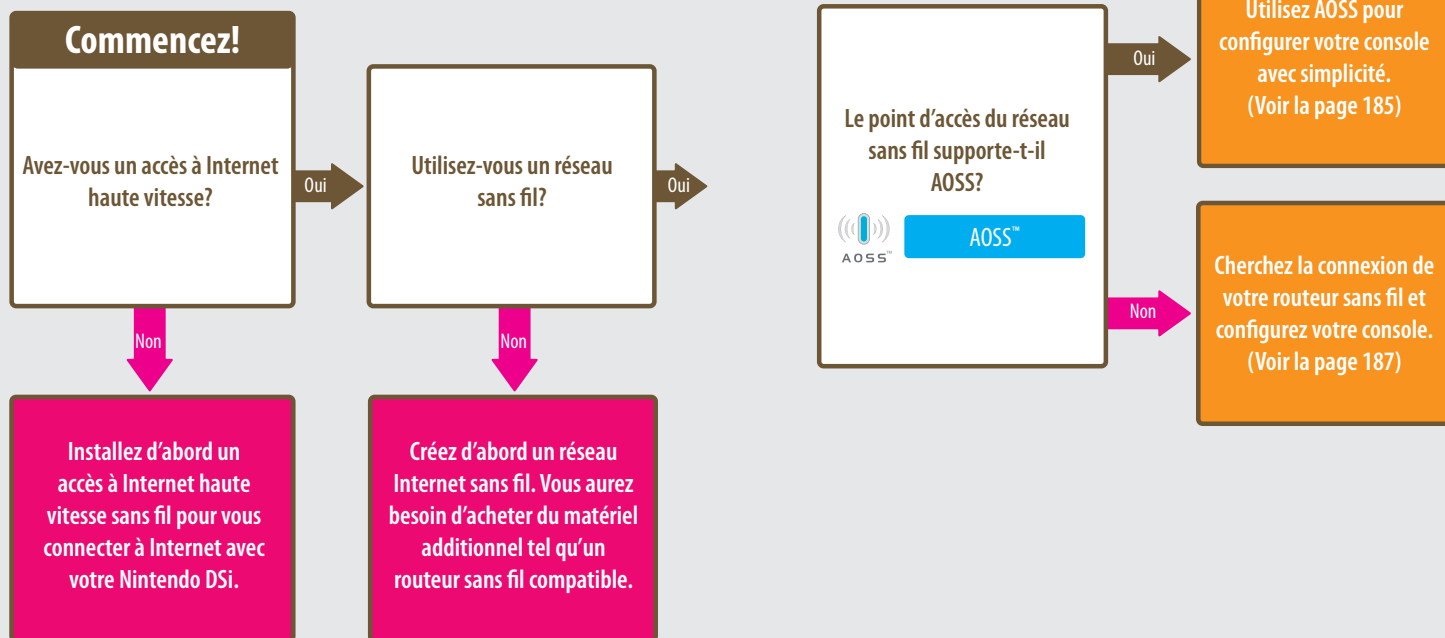 Commencez!
Avez-vous un accès à Internet
haute vitesse?
Oui
Non
Installez d'abord un
accès à Internet haute
vitesse sans fil pour vous
connecter à Internet avec
votre Nintendo DSi.
Utilisez-vous un réseau
sans fil?
Oui
Non
Créez d'abord un réseau
Internet sans fil. Vous aurez
besoin d'acheter du matériel
additionnel tel qu'un
routeur sans fil compatible.
Le point d'accès du réseau
sans fil supporte-t-il
AOSS?
AOSS™
AOSS™
Oui
Utilisez AOSS pour
configurer votre console
avec simplicité.
(Voir la page 185)
Non
Cherchez la connexion de
votre routeur sans fil et
configurez votre console.
(Voir la page 187)